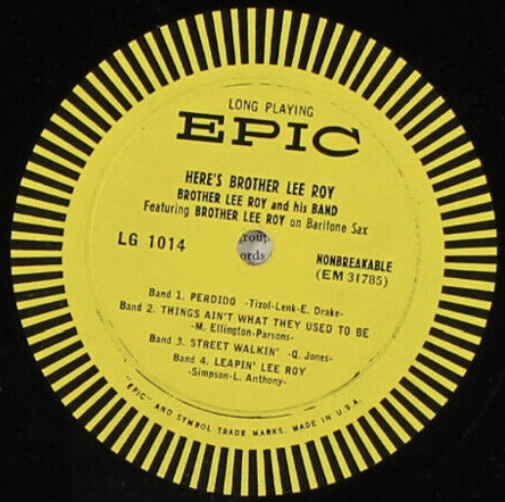 LONG PLAYING
EPIC
HERE'S BROTHER LEE ROY
BROTHER LEE ROY and his BAND
Featuring BROTHER LEE ROY on Baritone Sax
LG 1014
group
ords
NONBREAKABLE
(EM 31785)
Band 1. PERDIDO -Tizol-Lenk-E. Drake-
Band 2. THINGS AIN'T WHAT THEY USED TO BE
-M. Ellington-Parsons-
Band 3. STREET WALKIN' -Q. Jones-
Band 4. LEAPIN' LEE ROY
-Simpson-L. Anthony-
"EPIC" AND SYMBOL TRADE MARKS. MADE IN U.S.A.